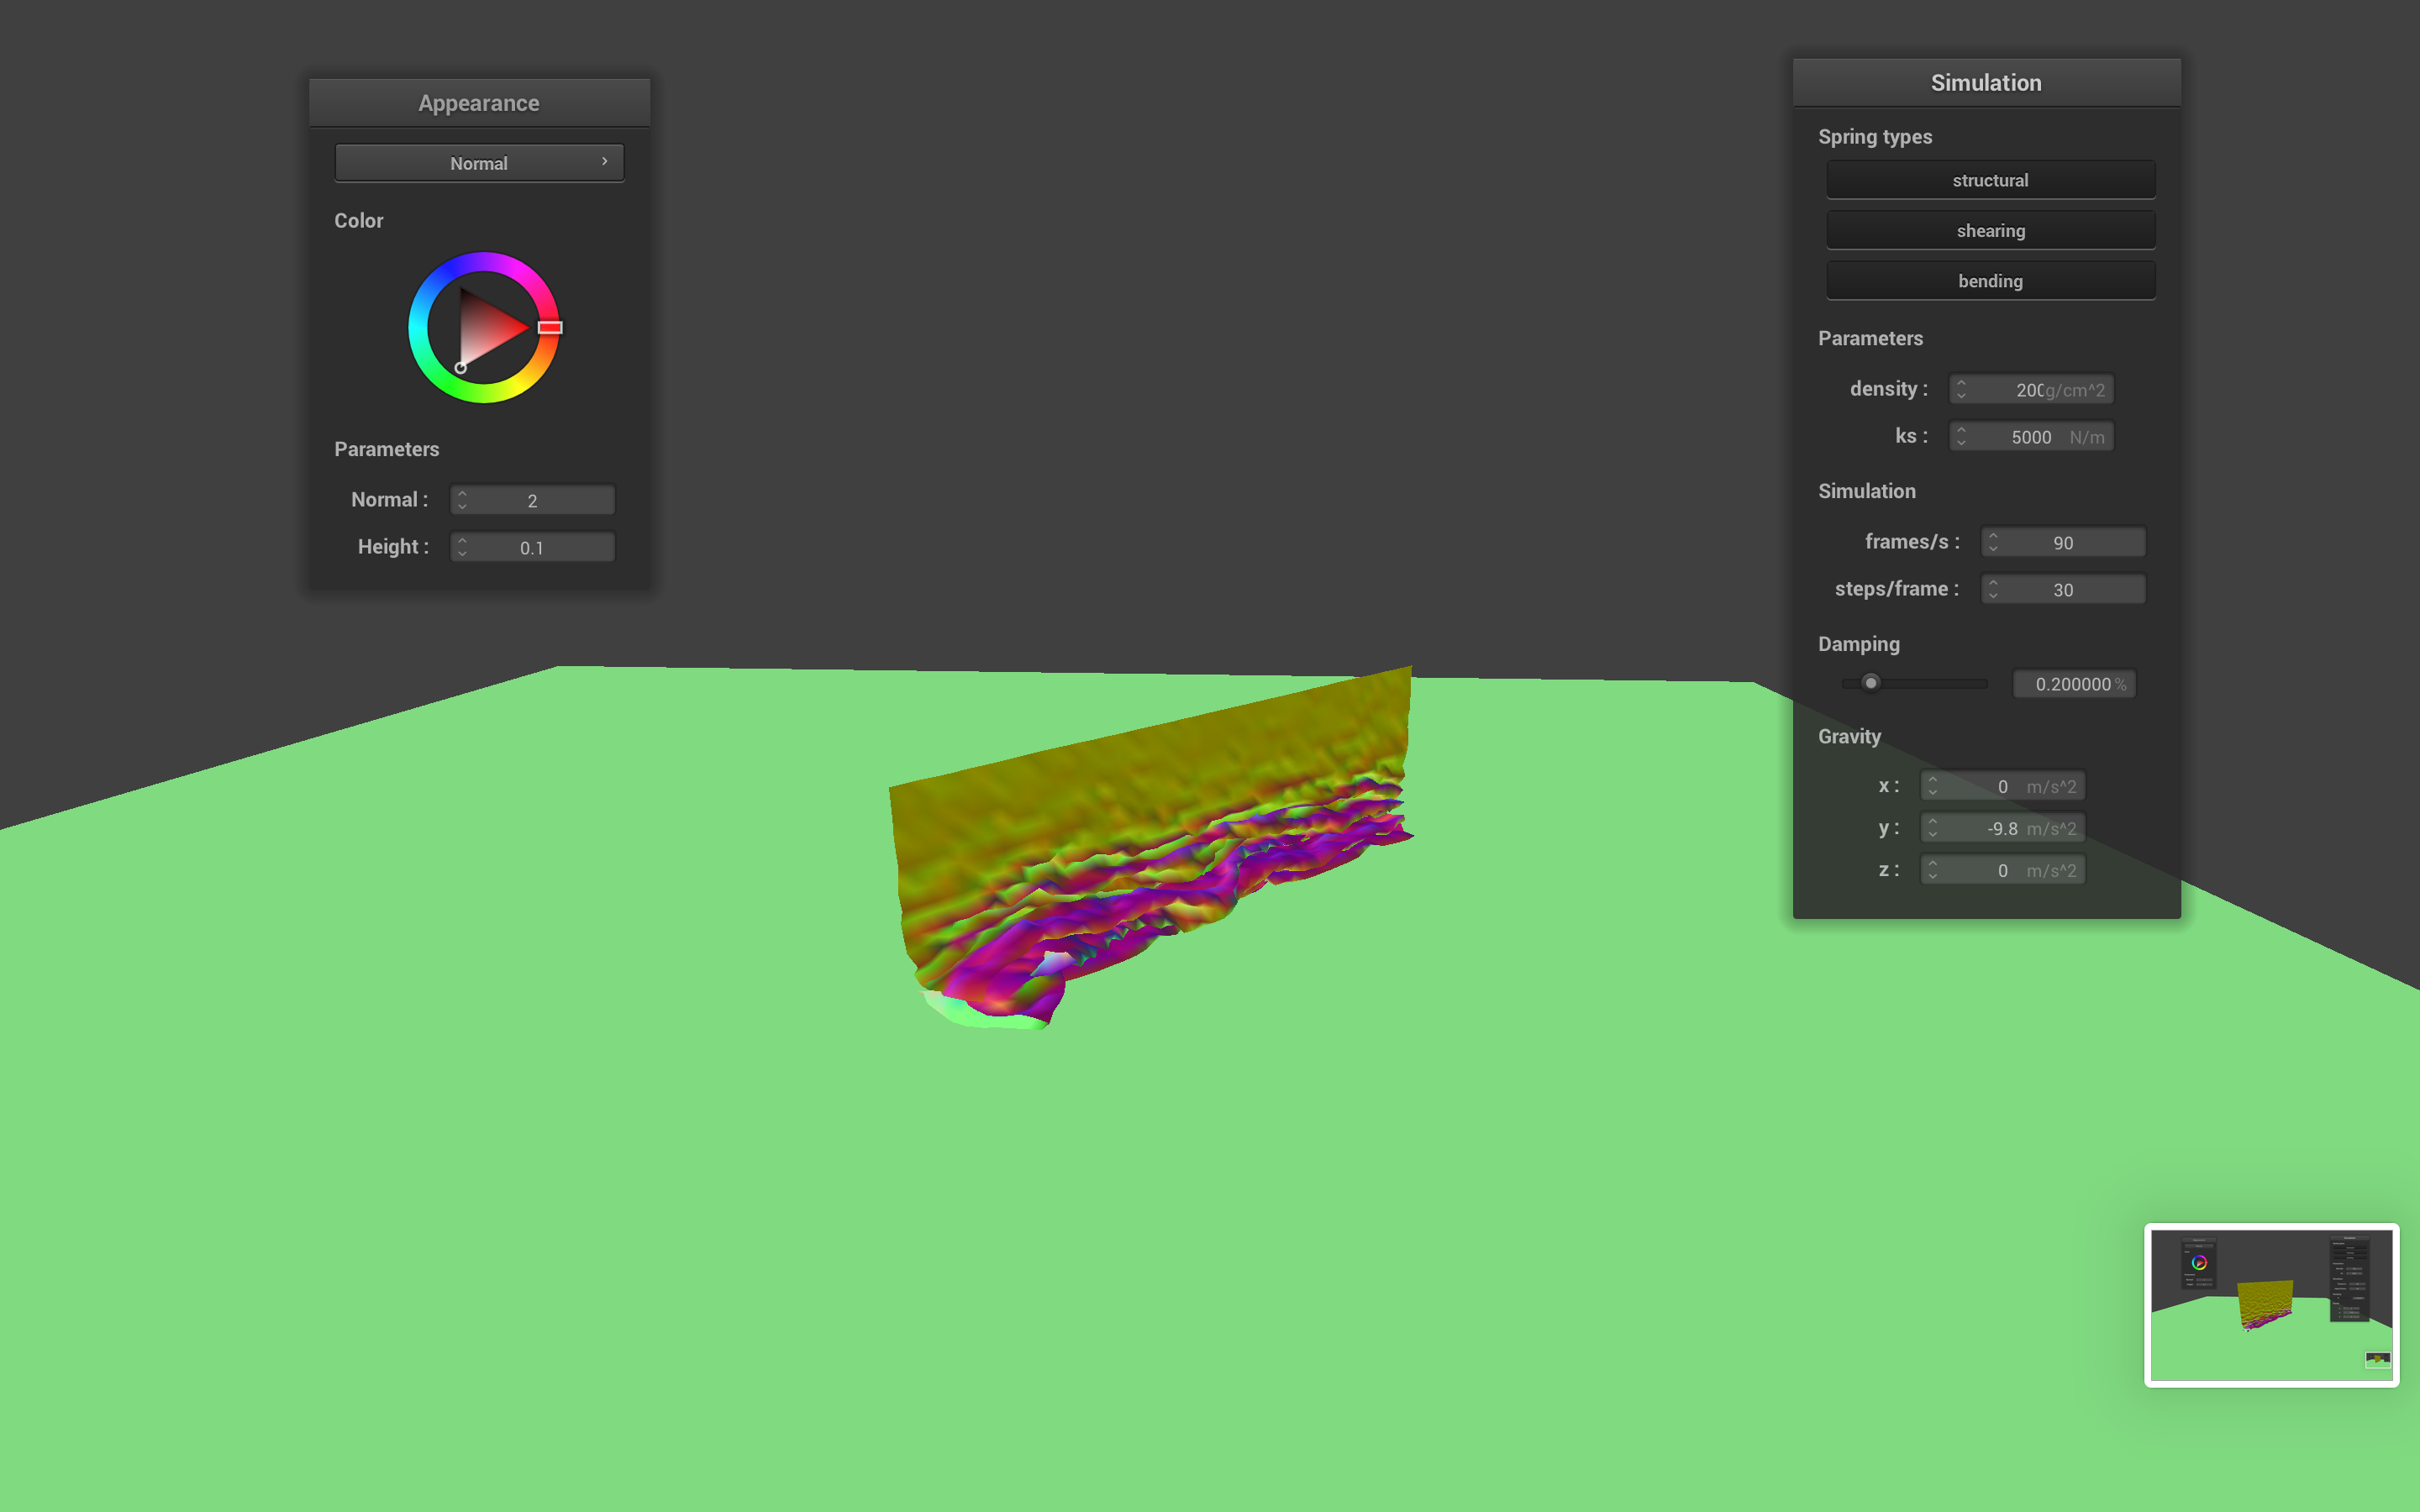 Appearance
Normal
Color
Parameters
Normal : 2
Height : 0.1
Simulation
Spring types
structural
shearing
bending
Parameters
density : 200 g/cm^2
ks : 5000 N/m
Simulation
frames/s : 90
steps/frame : 30
Damping
0.200000 %
Gravity
x : 0 m/s^2
y : -9.8 m/s^2
z : 0 m/s^2